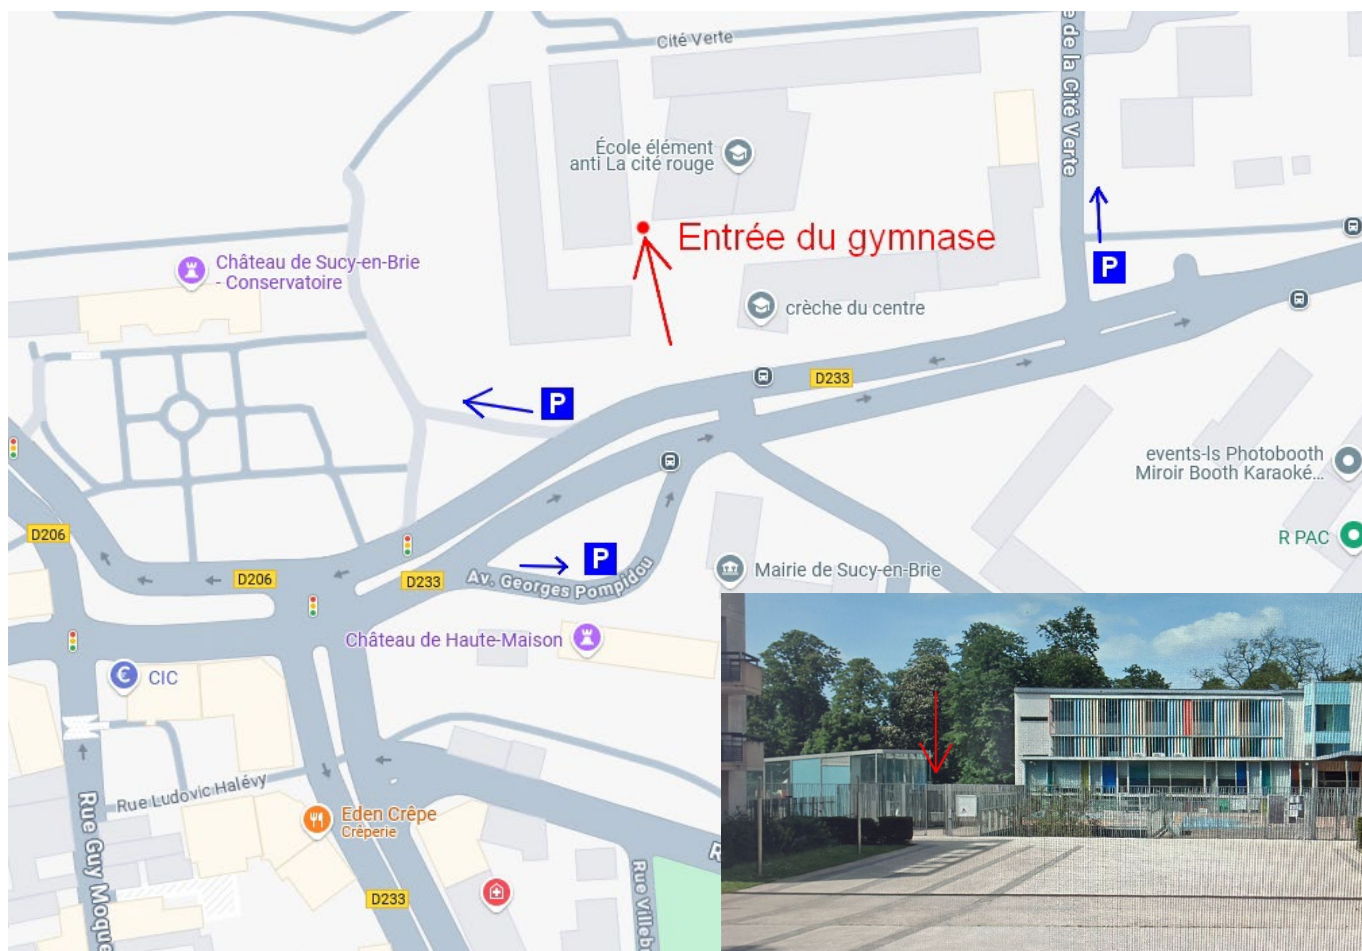 Cité Verte
e de la Cité Verte
École élément
anti La cité rouge
Entrée du gymnase
P
Château de Sucy-en-Brie
- Conservatoire
crèche du centre
D233
P
events-ls Photobooth
Miroir Booth Karaoké...
D206
R PAC
P
D206
D233
Av. Georges Pompidou
Mairie de Sucy-en-Brie
Château de Haute-Maison
CIC
Rue Ludovic Halévy
Eden Crêpe
Crêperie
Rue Guy Moque
R
Rue Villeb
D233